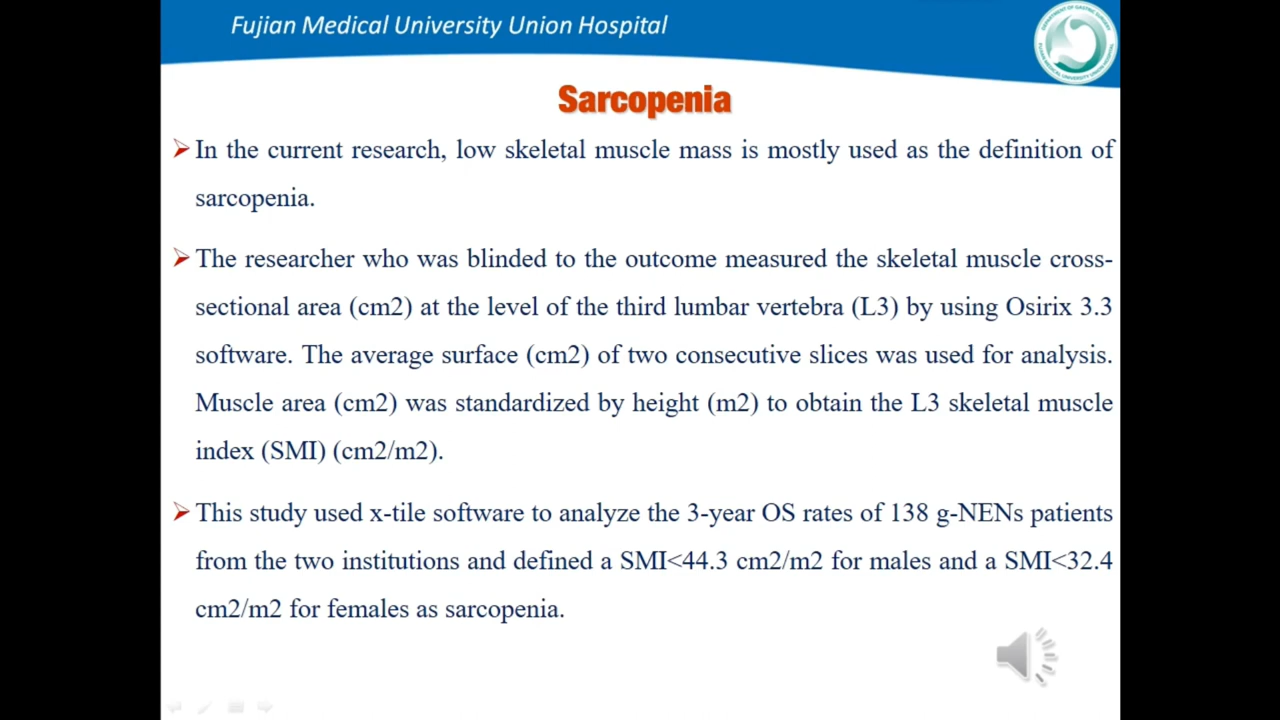 Fujian Medical University Union Hospital
Sarcopenia
In the current research, low skeletal muscle mass is mostly used as the definition of
sarcopenia.
The researcher who was blinded to the outcome measured the skeletal muscle cross-
sectional area (cm2) at the level of the third lumbar vertebra (L3) by using Osirix 3.3
software. The average surface (cm2) of two consecutive slices was used for analysis.
Muscle area (cm2) was standardized by height (m2) to obtain the L3 skeletal muscle
index (SMI) (cm2/m2).
This study used x-tile software to analyze the 3-year OS rates of 138 g-NENs patients
from the two institutions and defined a SMI<44.3 cm2/m2 for males and a SMI<32.4
cm2/m2 for females as sarcopenia.